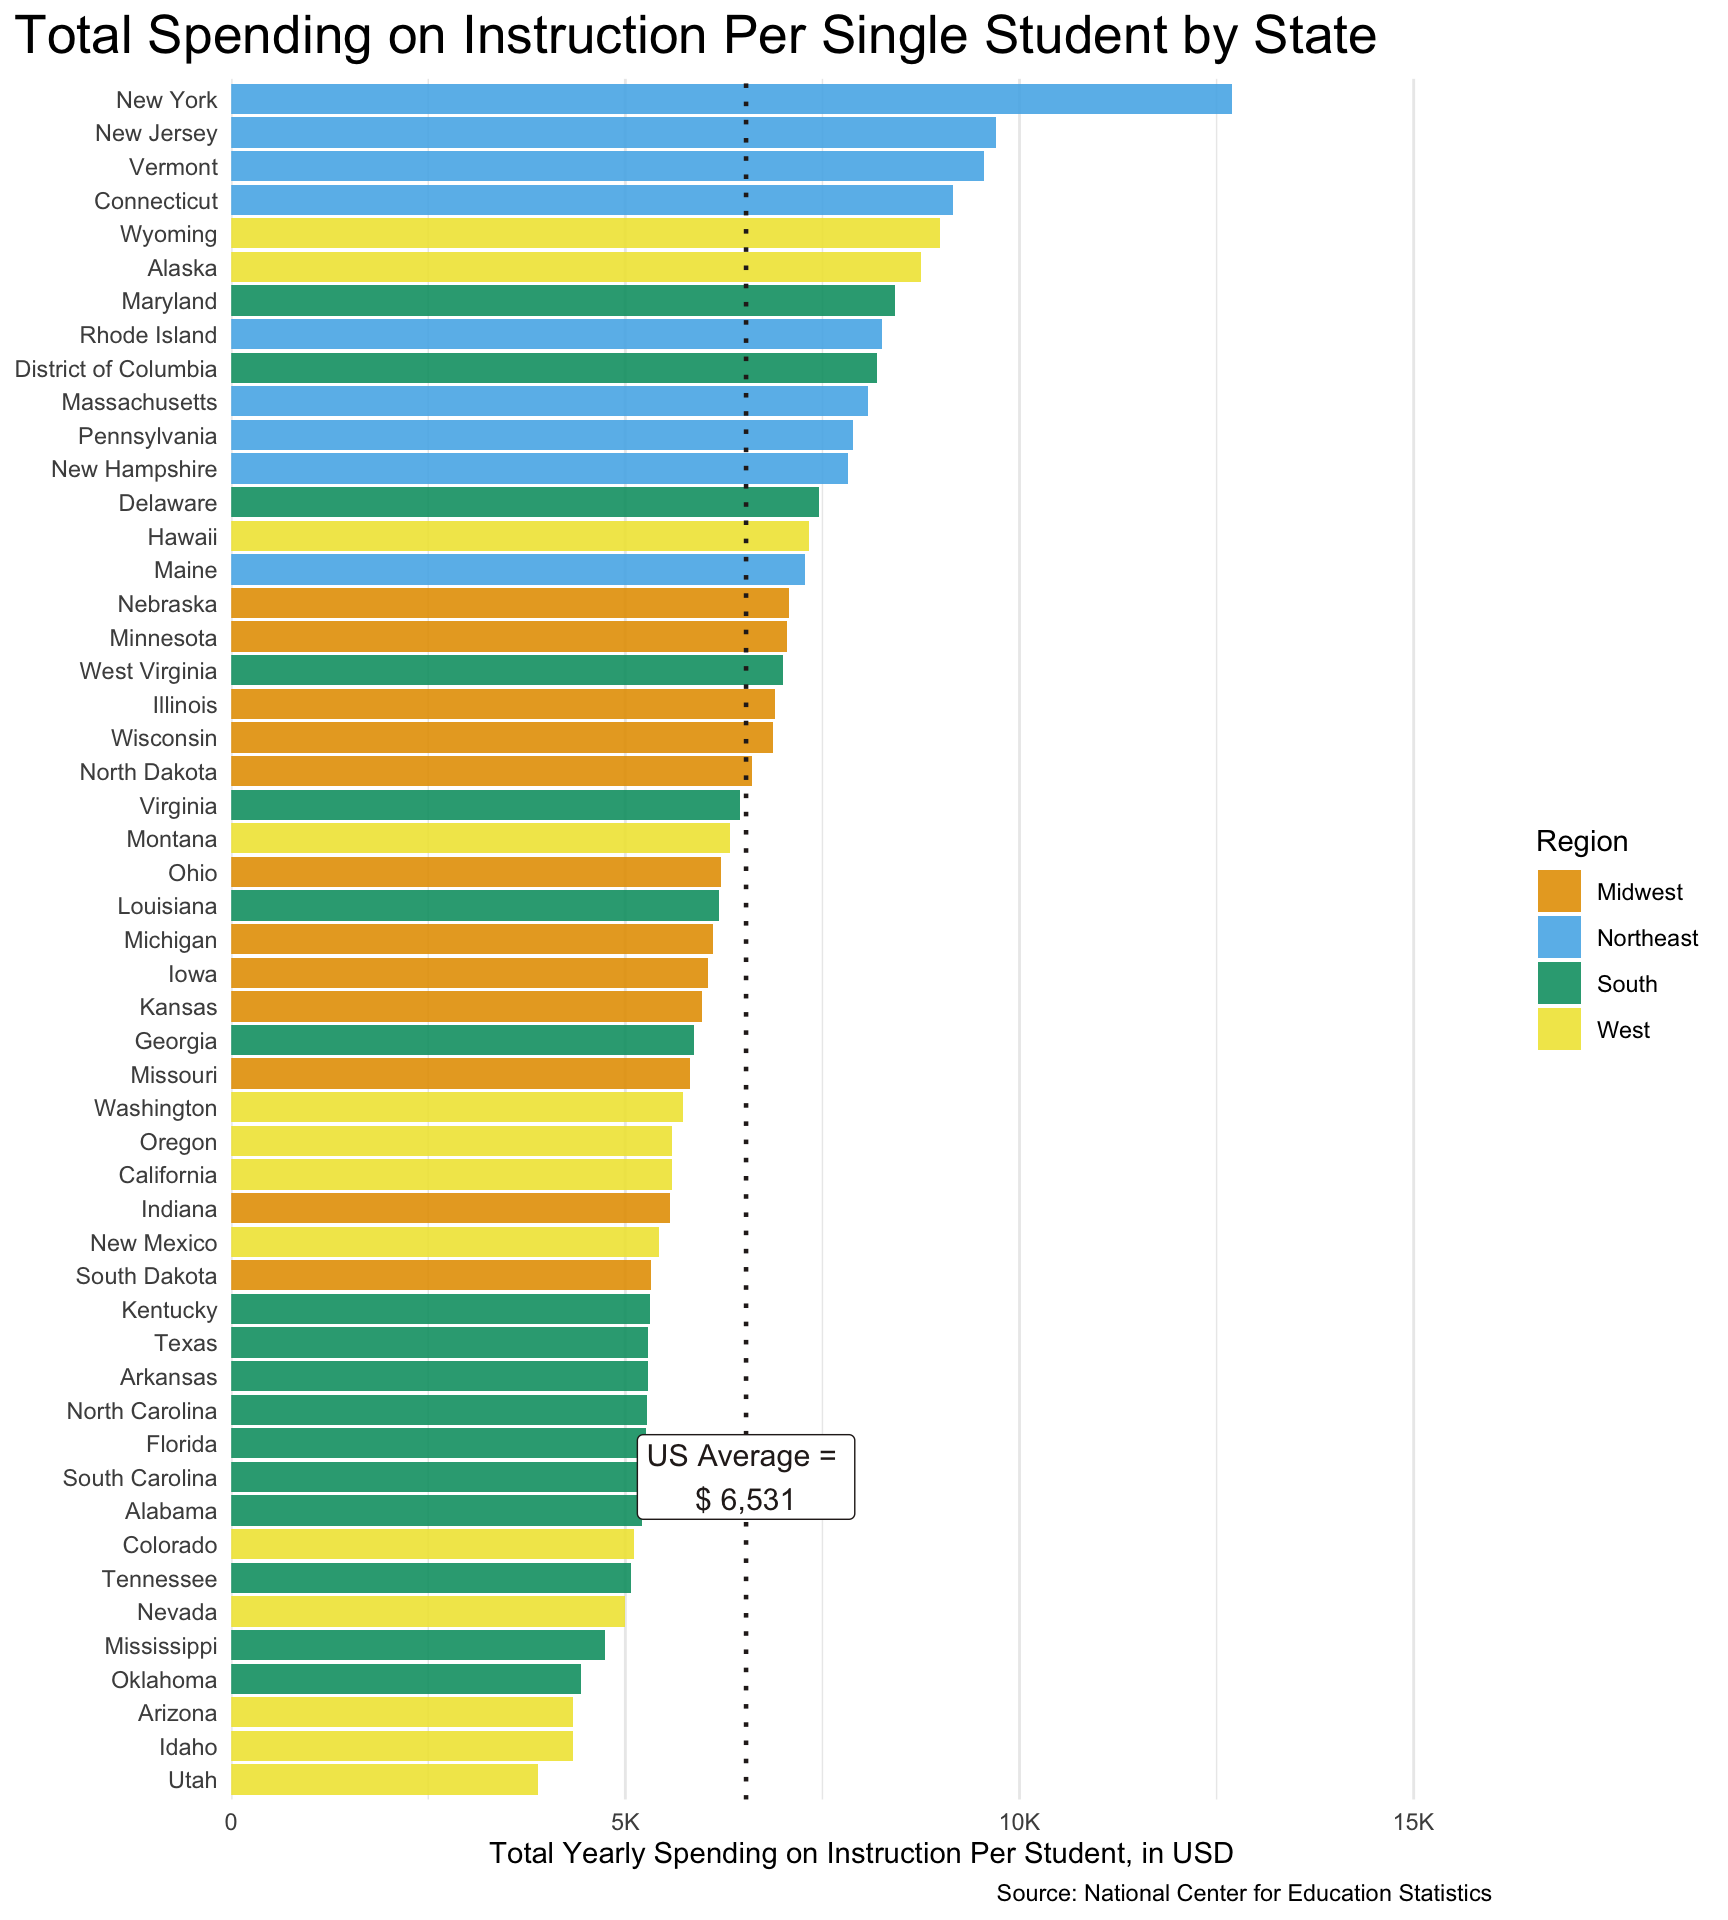 Total Spending on Instruction Per Single Student by State
New York
New Jersey
Vermont
Connecticut
Wyoming
Alaska
Maryland
Rhode Island
District of Columbia
Massachusetts
Pennsylvania
New Hampshire
Delaware
Hawaii
Maine
Nebraska
Minnesota
West Virginia
Illinois
Wisconsin
North Dakota
Virginia
Montana
Ohio
Louisiana
Michigan
Iowa
Kansas
Georgia
Missouri
Washington
Oregon
California
Indiana
New Mexico
South Dakota
Kentucky
Texas
Arkansas
North Carolina
Florida
South Carolina
Alabama
Colorado
Tennessee
Nevada
Mississippi
Oklahoma
Arizona
Idaho
Utah
US Average =
$ 6,531
0 5K 10K 15K
Total Yearly Spending on Instruction Per Student, in USD
Source: National Center for Education Statistics
Region
Midwest
Northeast
South
West